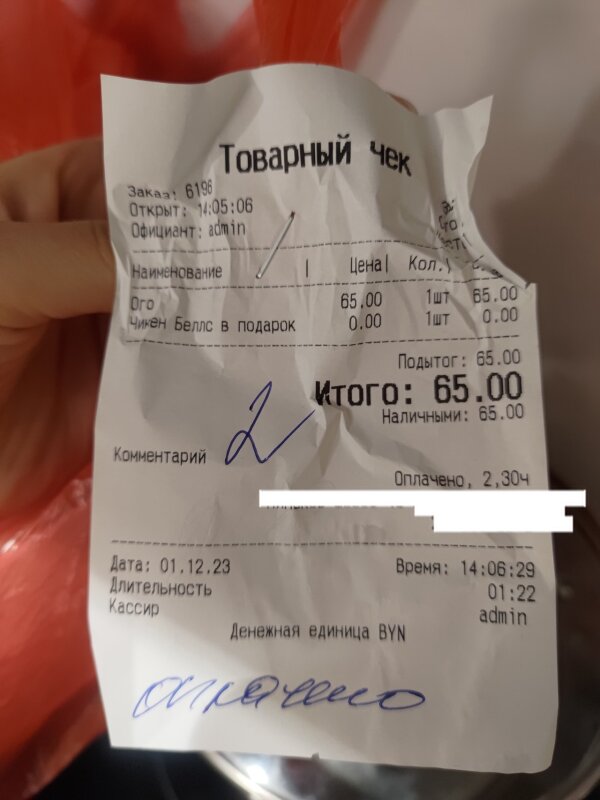 Товарный чек
Заказ: 6196
Открыт: 14:05:06
Официант: admin
Наименование | Цена| Кол.|
Ого 65.00 1шт 65.00
Чикен Беллс в подарок 0.00 1шт 0.00
Подытог: 65.00
Итого: 65.00
Наличными: 65.00
2
Комментарий
Оплачено, 2,30ч
Дата: 01.12.23 Время: 14:06:29
Длительность 01:22
Кассир admin
Денежная единица BYN
оплачено